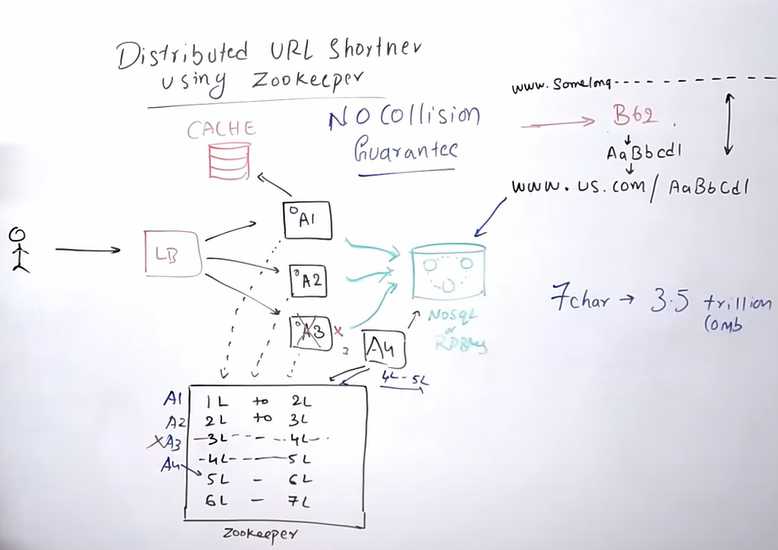 Distributed URL Shortner
using Zookeeper
CACHE
NO Collision
Guarantee
www.Somelong
B62
AaBbcdl
www.us.com/AaBbCdl
LB
A1
A2
A3 x
A4
4L-5L
NOSQL
or
RDBMS
7char → 3.5 trillion
Comb
A1 1L to 2L
A2 2L to 3L
xA3 3L - 4L
A4 4L - 5L
5L - 6L
6L - 7L
Zookeeper